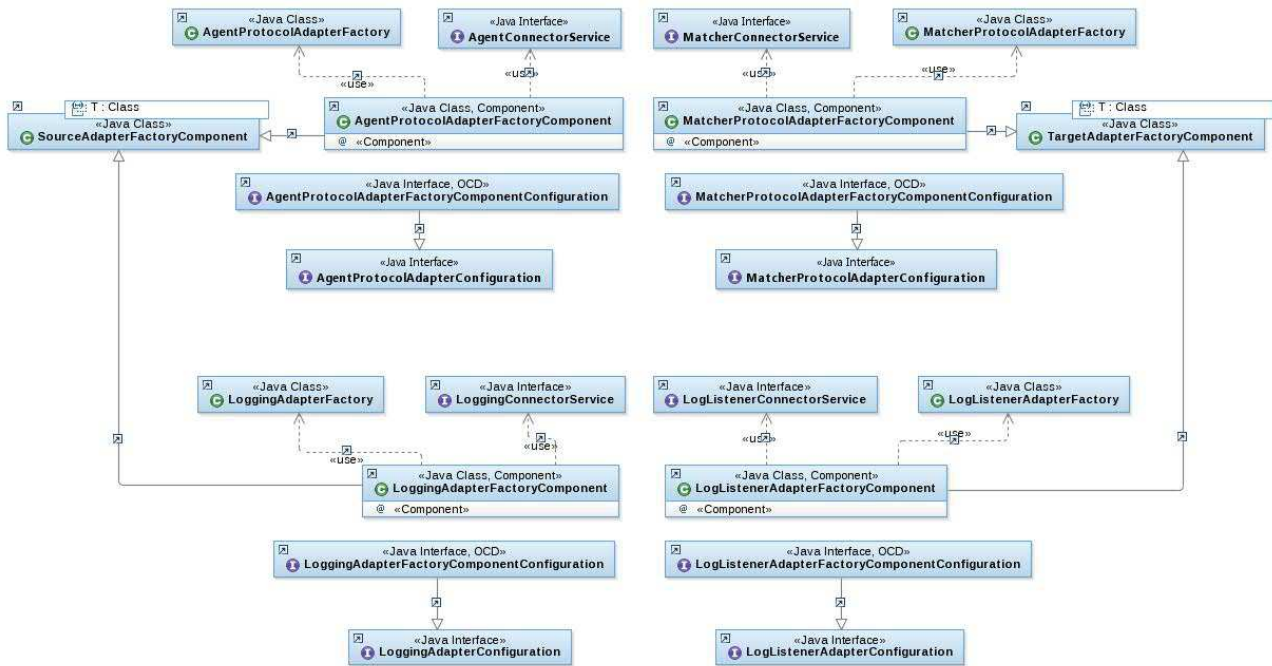 «Java Class»
AgentProtocolAdapterFactory
«Java Interface»
AgentConnectorService
«Java Interface»
MatcherConnectorService
«Java Class»
MatcherProtocolAdapterFactory
«use»
«use»
«use»
«use»
T : Class
«Java Class»
SourceAdapterFactoryComponent
«Java Class, Component»
AgentProtocolAdapterFactoryComponent
@ «Component»
«Java Class, Component»
MatcherProtocolAdapterFactoryComponent
@ «Component»
T : Class
«Java Class»
TargetAdapterFactoryComponent
«Java Interface, OCD»
AgentProtocolAdapterFactoryComponentConfiguration
«Java Interface, OCD»
MatcherProtocolAdapterFactoryComponentConfiguration
«Java Interface»
AgentProtocolAdapterConfiguration
«Java Interface»
MatcherProtocolAdapterConfiguration
«Java Class»
LoggingAdapterFactory
«Java Interface»
LoggingConnectorService
«Java Interface»
LogListenerConnectorService
«Java Class»
LogListenerAdapterFactory
«use»
«use»
«use»
«use»
«Java Class, Component»
LoggingAdapterFactoryComponent
@ «Component»
«Java Class, Component»
LogListenerAdapterFactoryComponent
@ «Component»
«Java Interface, OCD»
LoggingAdapterFactoryComponentConfiguration
«Java Interface, OCD»
LogListenerAdapterFactoryComponentConfiguration
«Java Interface»
LoggingAdapterConfiguration
«Java Interface»
LogListenerAdapterConfiguration